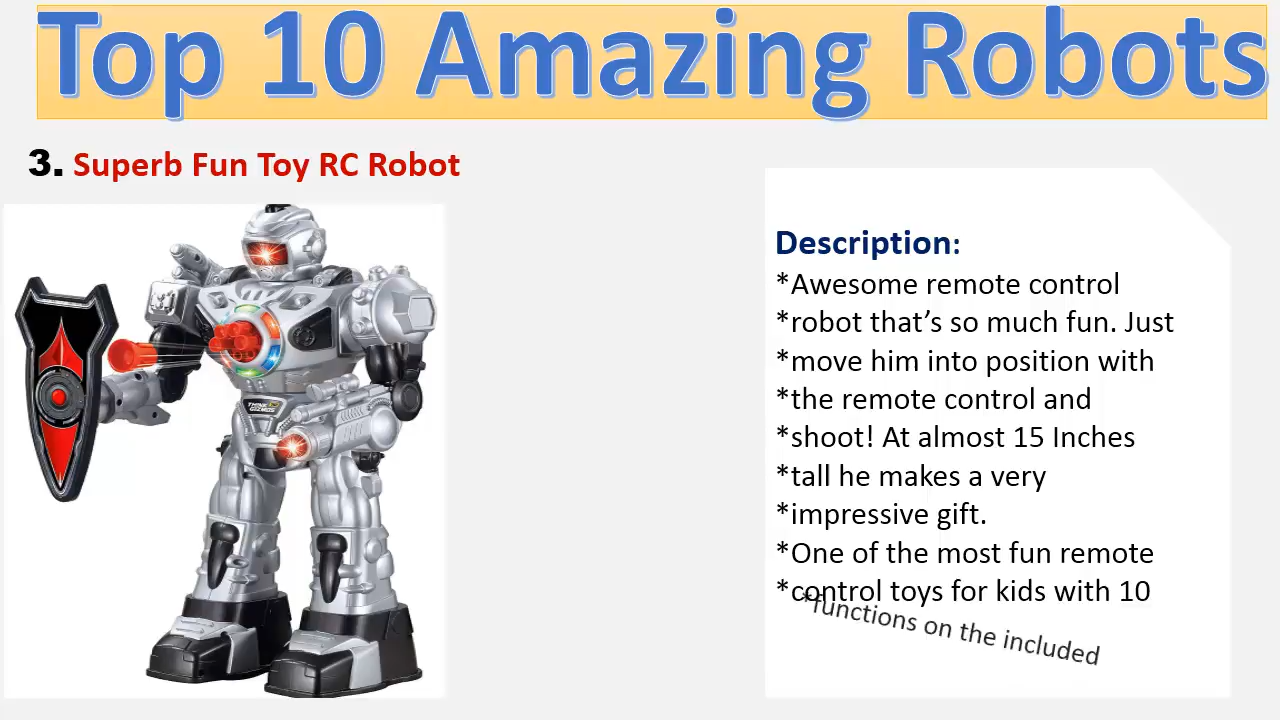 Top 10 Amazing Robots
3. Superb Fun Toy RC Robot
THINK
GIZMOS
Description:
*Awesome remote control
*robot that’s so much fun. Just
*move him into position with
*the remote control and
*shoot! At almost 15 Inches
*tall he makes a very
*impressive gift.
*One of the most fun remote
*control toys for kids with 10
*functions on the included